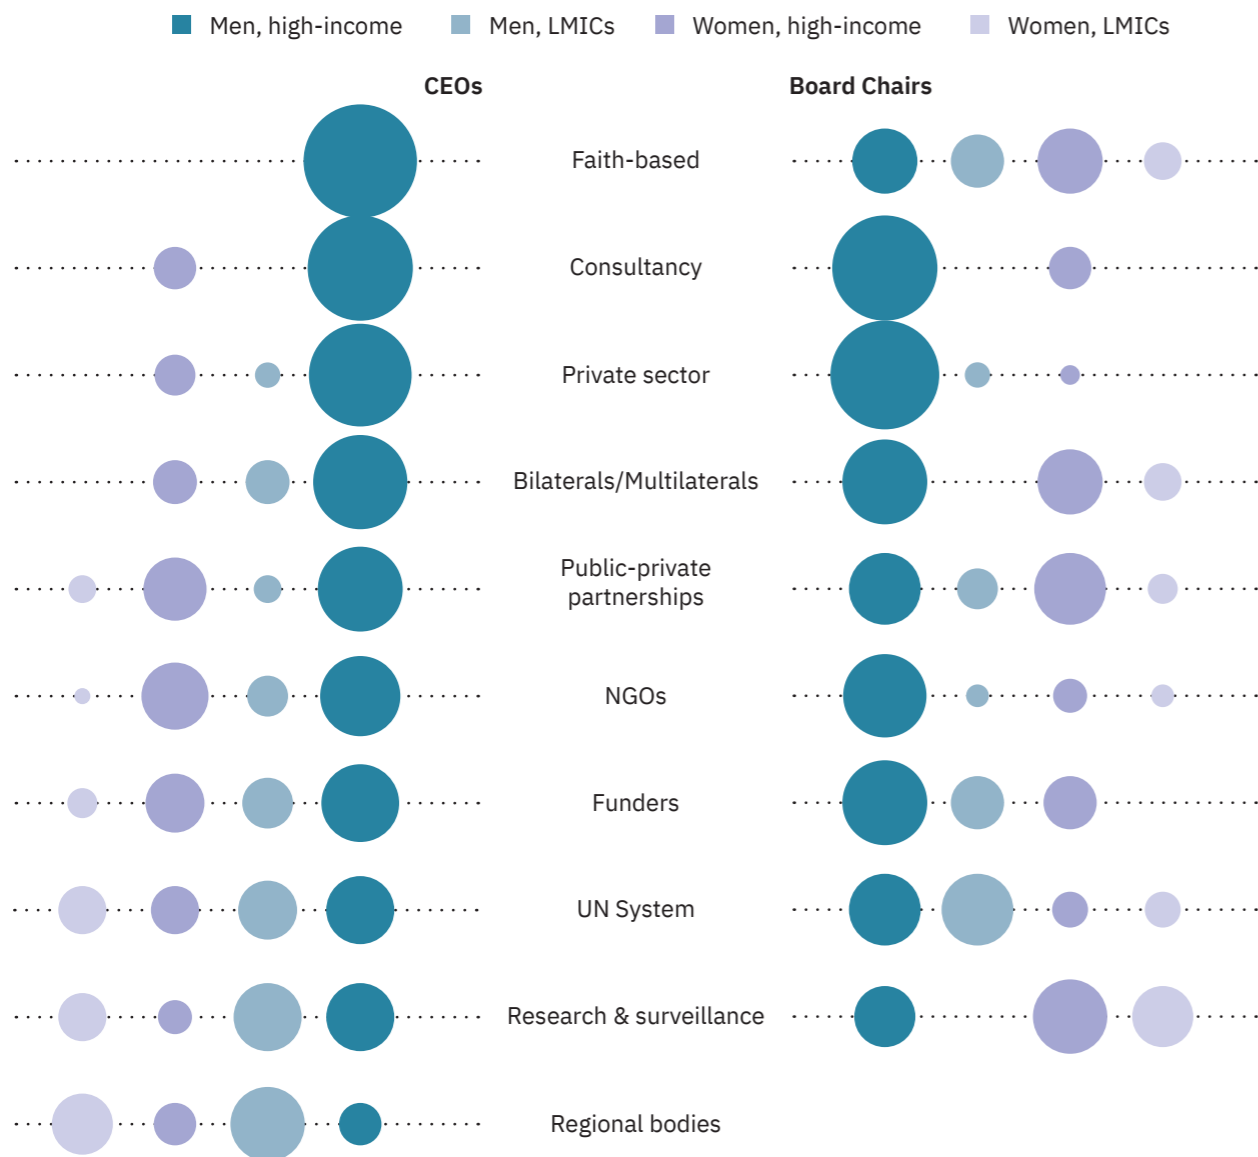 Men, high-income Men, LMICs Women, high-income Women, LMICs
CEOs Board Chairs
Faith-based
Consultancy
Private sector
Bilaterals/Multilaterals
Public-private
partnerships
NGOs
Funders
UN System
Research & surveillance
Regional bodies